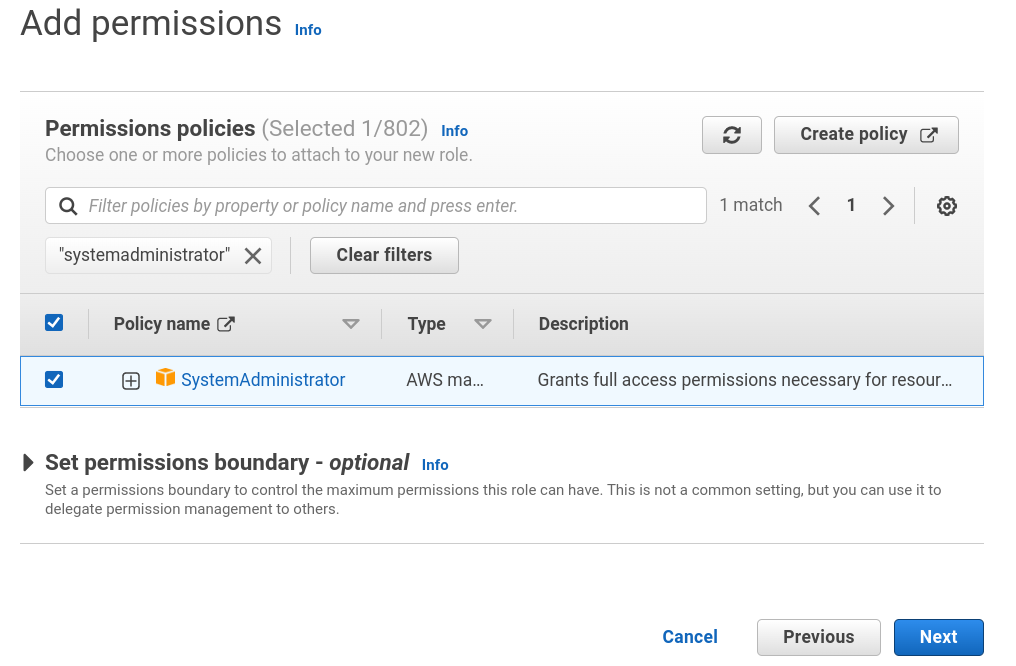 Add permissions Info
Permissions policies (Selected 1/802) Info
Choose one or more policies to attach to your new role.
Create policy
Filter policies by property or policy name and press enter.
1 match
1
"systemadministrator"
Clear filters
Policy name
Type
Description
SystemAdministrator
AWS ma...
Grants full access permissions necessary for resour...
Set permissions boundary - optional Info
Set a permissions boundary to control the maximum permissions this role can have. This is not a common setting, but you can use it to
delegate permission management to others.
Cancel
Previous
Next